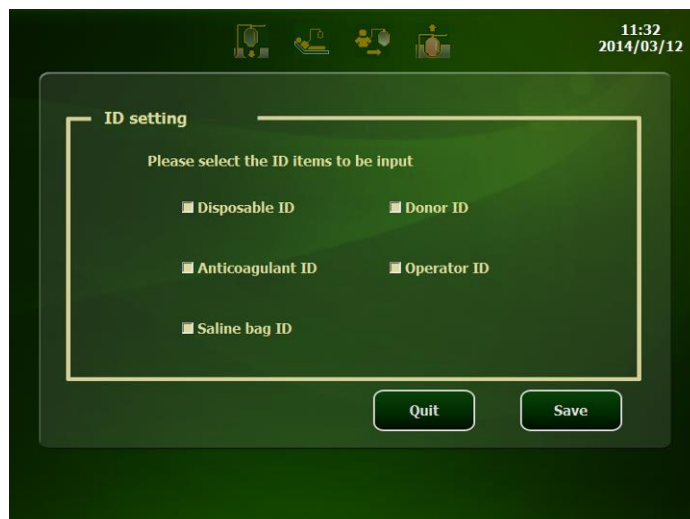 11:32
2014/03/12
ID setting
Please select the ID items to be input
Disposable ID
Donor ID
Anticoagulant ID
Operator ID
Saline bag ID
Quit
Save